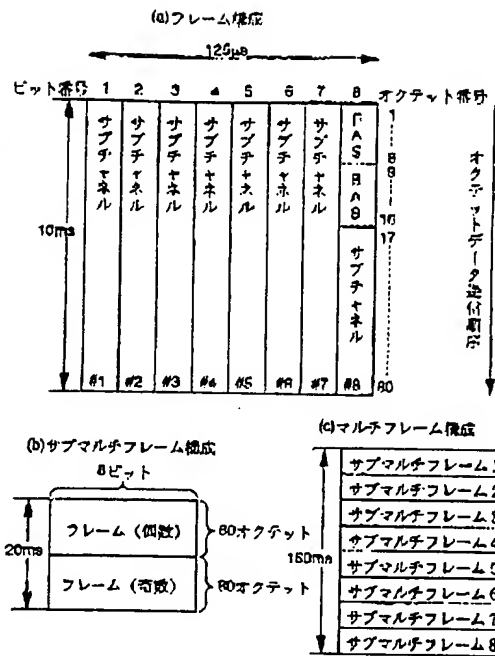 (a)フレーム構成
125μs
ビット番号 1 2 3 4 5 6 7 8 オクテット番号
サブチャネル
サブチャネル
サブチャネル
サブチャネル
サブチャネル
サブチャネル
サブチャネル
FAS
BAS
サブチャネル
1
8
9
16
17
80
オクテットデータ送付順序
10ms
#1 #2 #3 #4 #5 #6 #7 #8
(b)サブマルチフレーム構成
8ビット
20ms
フレーム (偶数)
80オクテット
フレーム (奇数)
80オクテット
(c)マルチフレーム構成
160ms
サブマルチフレーム1
サブマルチフレーム2
サブマルチフレーム3
サブマルチフレーム4
サブマルチフレーム5
サブマルチフレーム6
サブマルチフレーム7
サブマルチフレーム8